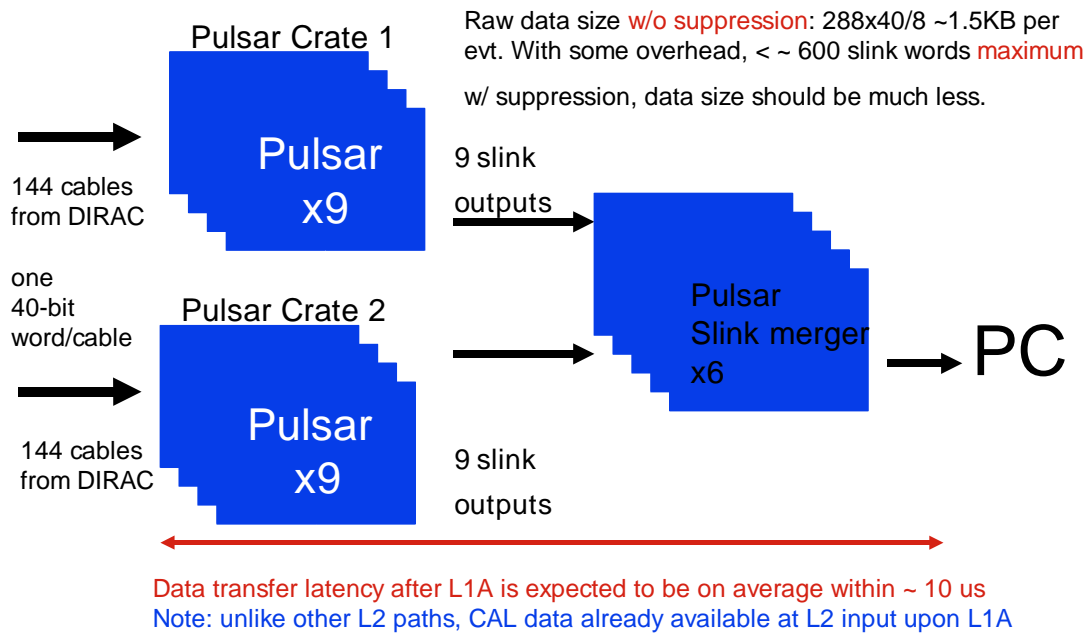 Raw data size w/o suppression: 288x40/8 ~1.5KB per
evt. With some overhead, < ~ 600 slink words maximum
w/ suppression, data size should be much less.
Pulsar Crate 1
Pulsar
x9
144 cables
from DIRAC
9 slink
outputs
one
40-bit
word/cable
Pulsar Crate 2
Pulsar
x9
144 cables
from DIRAC
9 slink
outputs
Pulsar
Slink merger
x6
PC
Data transfer latency after L1A is expected to be on average within ~ 10 us
Note: unlike other L2 paths, CAL data already available at L2 input upon L1A